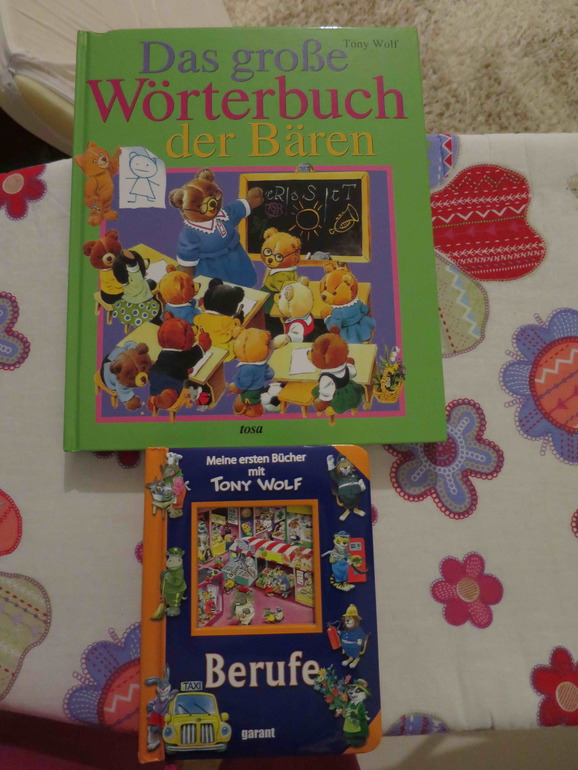 Tony Wolf
Das große
Wörterbuch
der Bären
tosa
Meine ersten Bücher
mit
TONY WOLF
Berufe
TAXI
garant